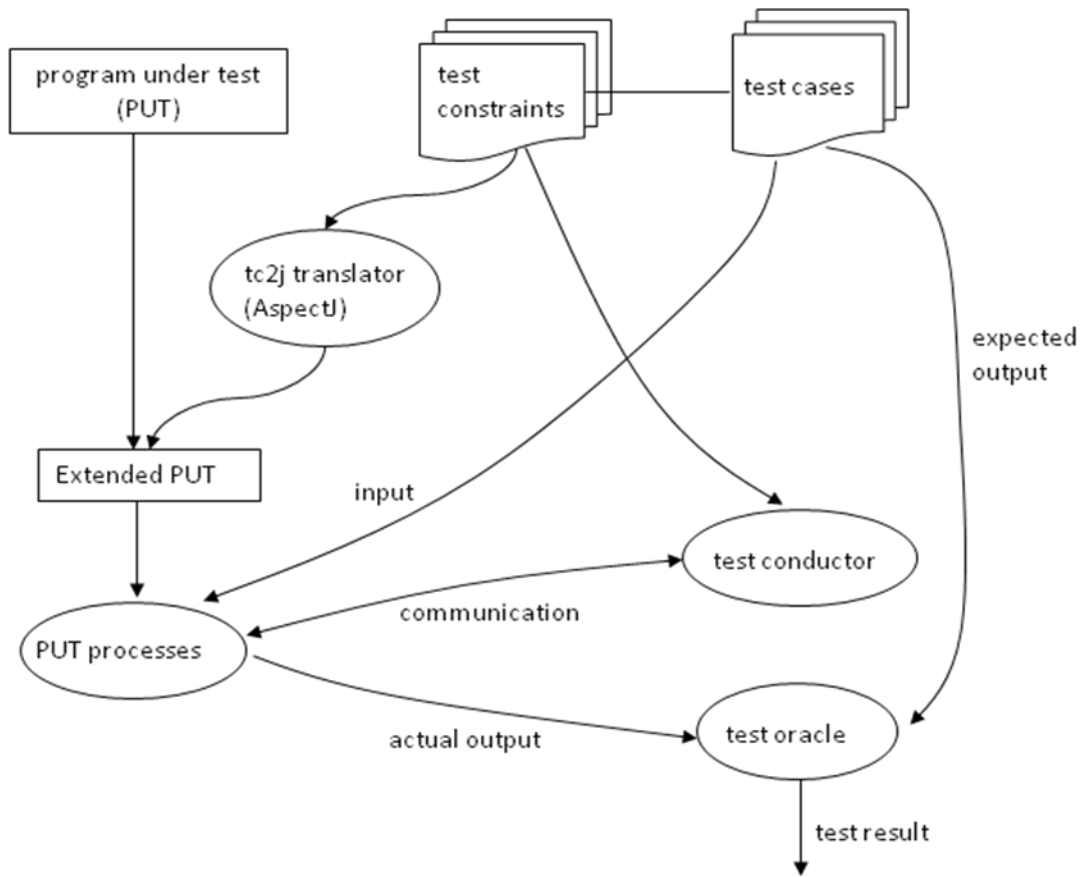 program under test
(PUT)
test
constraints
test cases
tc2j translator
(AspectJ)
expected
output
Extended PUT
input
test conductor
communication
PUT processes
actual output
test oracle
test result